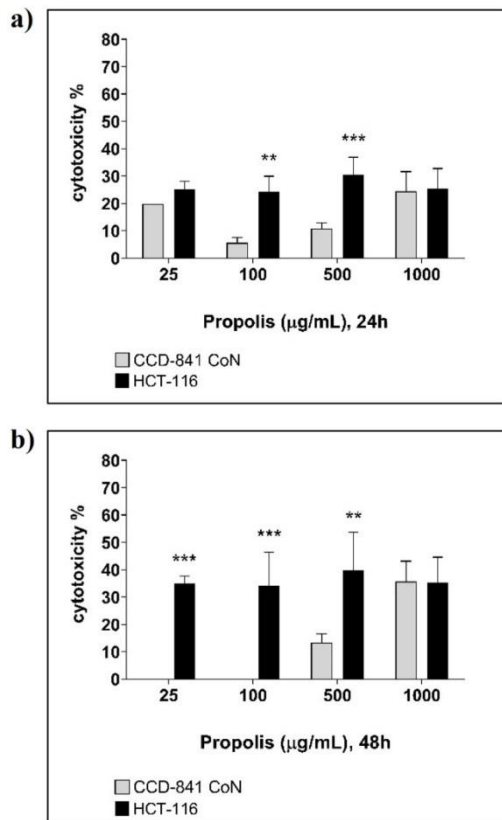 a)
cytotoxicity %
80
70
60
50
40
30
20
10
0
**
***
25 100 500 1000
Propolis (μg/mL), 24h
CCD-841 CoN
HCT-116
b)
cytotoxicity %
80
70
60
50
40
30
20
10
0
***
***
**
25 100 500 1000
Propolis (μg/mL), 48h
CCD-841 CoN
HCT-116